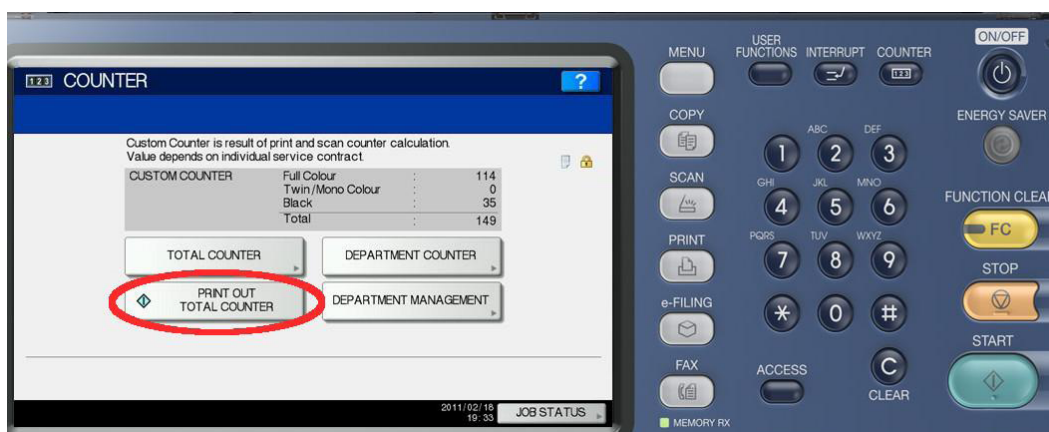 123 COUNTER ?
Custom Counter is result of print and scan counter calculation.
Value depends on individual service contract.
CUSTOM COUNTER Full Colour : 114
Twin/Mono Colour : 0
Black : 35
Total : 149
TOTAL COUNTER DEPARTMENT COUNTER
PRINT OUT
TOTAL COUNTER
DEPARTMENT MANAGEMENT
2011/02/18
19:33
JOB STATUS
MENU
USER
FUNCTIONS
INTERRUPT
COUNTER
123
ON/OFF
COPY
ENERGY SAVER
ABC DEF
1 2 3
SCAN
GHI JKL MNO
4 5 6
FUNCTION CLEA
FC
PRINT
PQRS TUV WXYZ
7 8 9
STOP
e-FILING
* 0 #
START
FAX
ACCESS
C
CLEAR
MEMORY RX